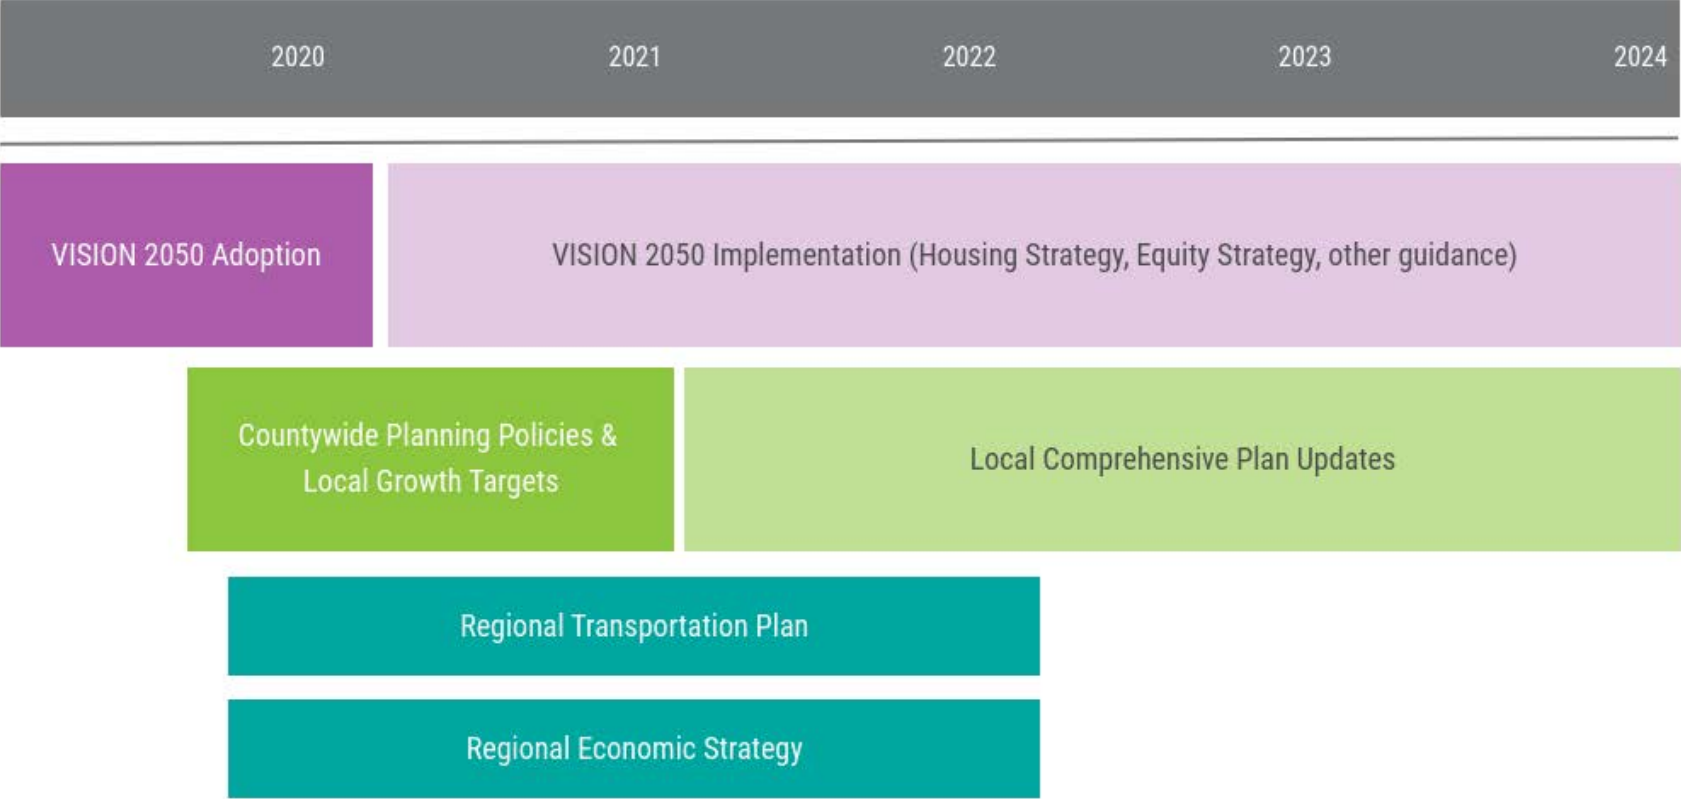 2020 2021 2022 2023 2024
VISION 2050 Adoption
VISION 2050 Implementation (Housing Strategy, Equity Strategy, other guidance)
Countywide Planning Policies &
Local Growth Targets
Local Comprehensive Plan Updates
Regional Transportation Plan
Regional Economic Strategy